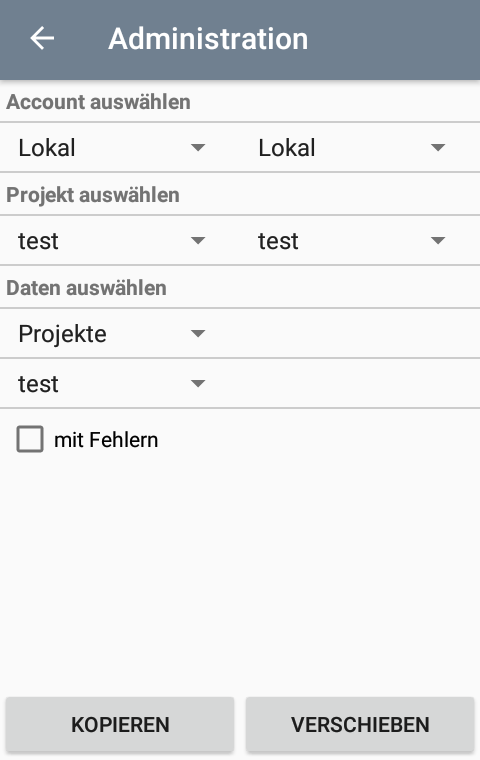 Administration
Account auswählen
Lokal Lokal
Projekt auswählen
test test
Daten auswählen
Projekte
test
mit Fehlern
KOPIEREN VERSCHIEBEN